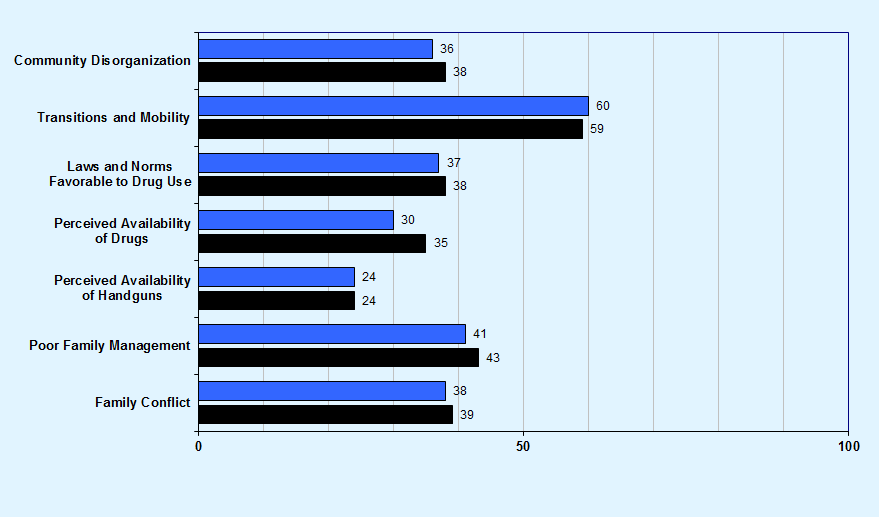 Community Disorganization
36
38
Transitions and Mobility
60
59
Laws and Norms
Favorable to Drug Use
37
38
Perceived Availability
of Drugs
30
35
Perceived Availability
of Handguns
24
24
Poor Family Management
41
43
Family Conflict
38
39
0 50 100